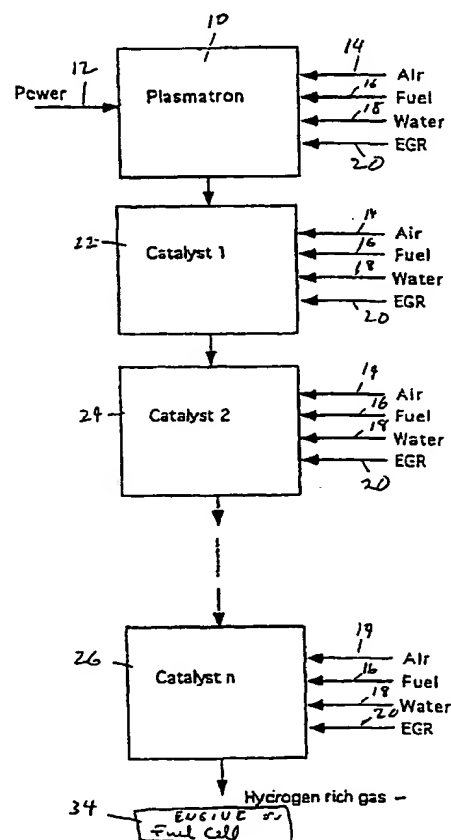 10
12
Power
Plasmatron
14
Air
16
Fuel
18
Water
EGR
20
22
Catalyst 1
14
Air
16
Fuel
18
Water
EGR
20
24
Catalyst 2
14
Air
16
Fuel
18
Water
EGR
20
26
Catalyst n
14
Air
16
Fuel
18
Water
20
EGR
Hydrogen rich gas
34
ENGINE or
Fuel Cell